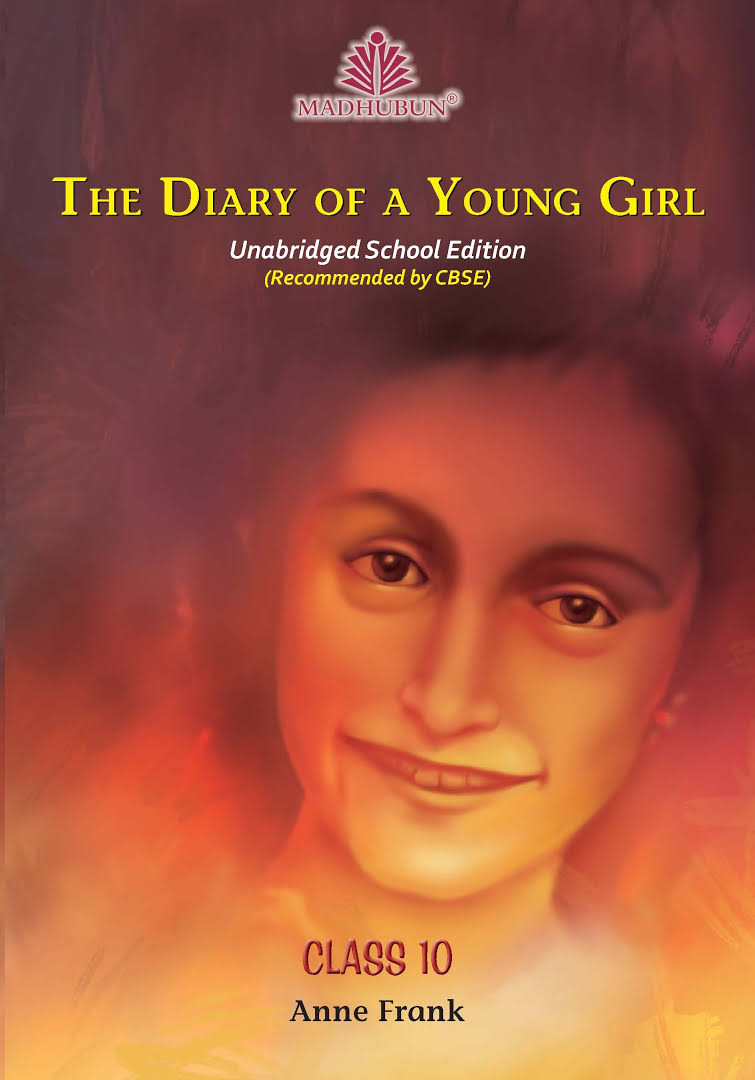 MADHUBUN®
THE DIARY OF A YOUNG GIRL
Unabridged School Edition
(Recommended by CBSE)
CLASS 10
Anne Frank